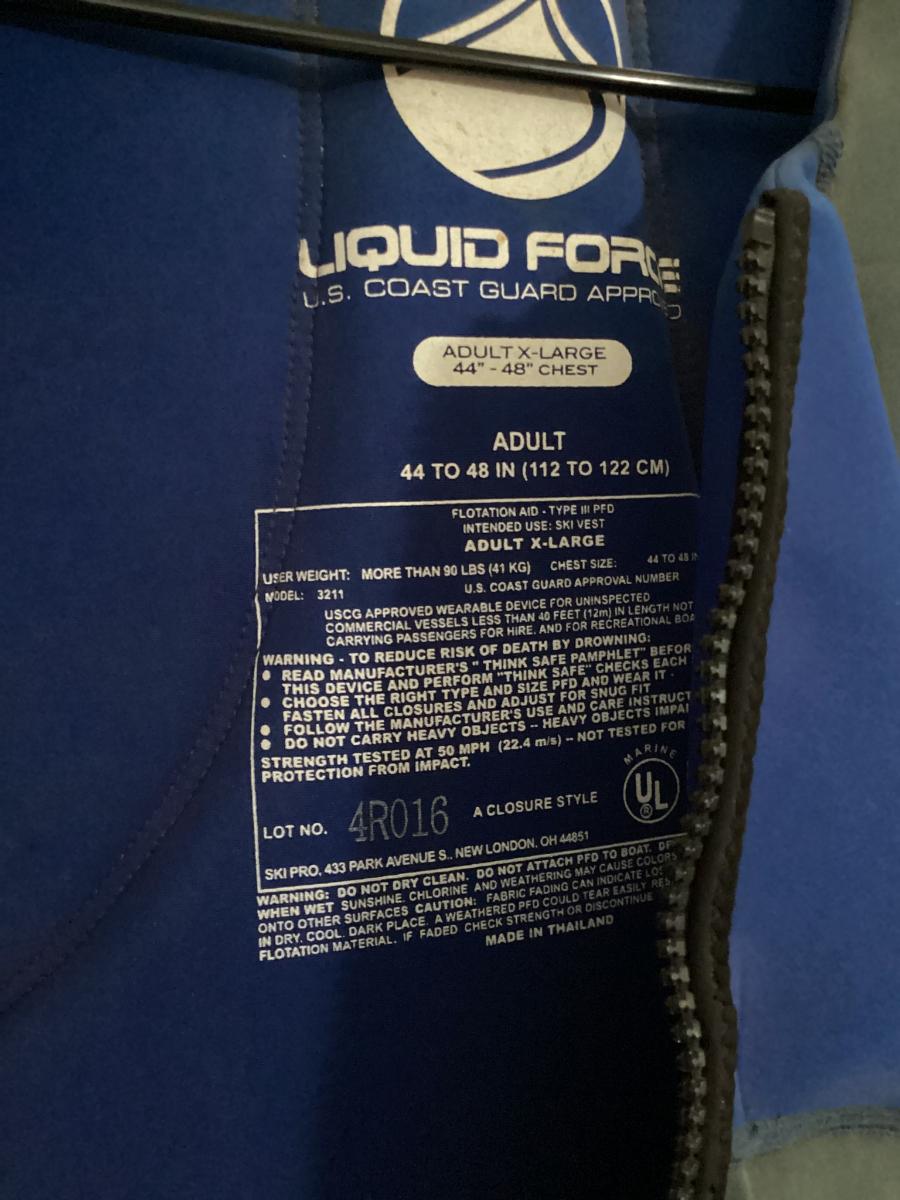 LIQUID FORCE
U.S. COAST GUARD APPROVED
ADULT X-LARGE
44" - 48" CHEST
ADULT
44 TO 48 IN (112 TO 122 CM)
FLOTATION AID - TYPE III PFD
INTENDED USE: SKI VEST
ADULT X-LARGE
USER WEIGHT: MORE THAN 90 LBS (41 KG) CHEST SIZE: 44 TO 48 IN
MODEL: 3211 U.S. COAST GUARD APPROVAL NUMBER
USCG APPROVED WEARABLE DEVICE FOR UNINSPECTED
COMMERCIAL VESSELS LESS THAN 40 FEET (12m) IN LENGTH NOT
CARRYING PASSENGERS FOR HIRE. AND FOR RECREATIONAL BOA
WARNING - TO REDUCE RISK OF DEATH BY DROWNING:
● READ MANUFACTURER'S " THINK SAFE PAMPHLET" BEFOR
THIS DEVICE AND PERFORM "THINK SAFE" CHECKS EACH
● CHOOSE THE RIGHT TYPE AND SIZE PFD AND WEAR IT -
FASTEN ALL CLOSURES AND ADJUST FOR SNUG FIT
● FOLLOW THE MANUFACTURER'S USE AND CARE INSTRUCT
● DO NOT CARRY HEAVY OBJECTS -- HEAVY OBJECTS IMPAI
STRENGTH TESTED AT 50 MPH (22.4 m/s) -- NOT TESTED FOR
PROTECTION FROM IMPACT.
MARINE
UL
®
LOT NO. 4R016 A CLOSURE STYLE
SKI PRO, 433 PARK AVENUE S., NEW LONDON, OH 44851
WARNING: DO NOT DRY CLEAN. DO NOT ATTACH PFD TO BOAT. DR
WHEN WET SUNSHINE, CHLORINE AND WEATHERING MAY CAUSE COLORS
ONTO OTHER SURFACES CAUTION: FABRIC FADING CAN INDICATE LOS
IN DRY, COOL, DARK PLACE. A WEATHERED PFD COULD TEAR EASILY RES
FLOTATION MATERIAL. IF FADED CHECK STRENGTH OR DISCONTINUE
MADE IN THAILAND